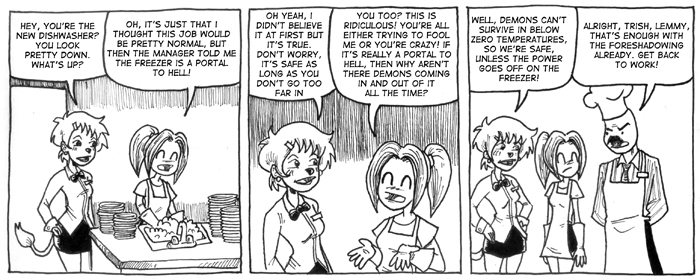 HEY, YOU'RE THE
NEW DISHWASHER?
YOU LOOK
PRETTY DOWN.
WHAT'S UP?
OH, IT'S JUST THAT I
THOUGHT THIS JOB WOULD
BE PRETTY NORMAL, BUT
THEN THE MANAGER TOLD ME
THE FREEZER IS A PORTAL
TO HELL!
OH YEAH, I
DIDN'T BELIEVE
IT AT FIRST BUT
IT'S TRUE.
DON'T WORRY,
IT'S SAFE AS
LONG AS YOU
DON'T GO TOO
FAR IN
YOU TOO? THIS IS
RIDICULOUS! YOU'RE ALL
EITHER TRYING TO FOOL
ME OR YOU'RE CRAZY! IF
IT'S REALLY A PORTAL TO
HELL, THEN WHY AREN'T
THERE DEMONS COMING
IN AND OUT OF IT
ALL THE TIME?
WELL, DEMONS CAN'T
SURVIVE IN BELOW
ZERO TEMPERATURES,
SO WE'RE SAFE,
UNLESS THE POWER
GOES OFF ON THE
FREEZER!
ALRIGHT, TRISH, LEMMY,
THAT'S ENOUGH WITH
THE FORESHADOWING
ALREADY. GET BACK
TO WORK!